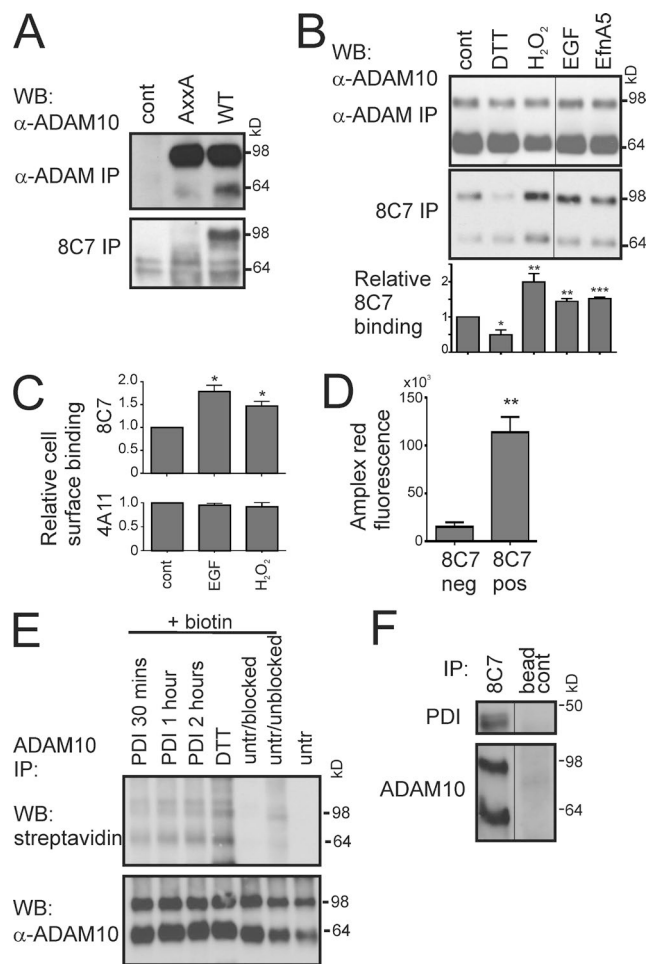 A
WB:
α-ADAM10
cont
AxxA
WT
kD
α-ADAM IP
98
64
8C7 IP
98
64
B
WB:
α-ADAM10
cont
DTT
H₂O₂
EGF
EfnA5
kD
α-ADAM IP
98
64
8C7 IP
98
64
Relative
8C7
binding
2
1
0
*
**
**
***
C
Relative cell
surface binding
8C7
2.0
1.5
1.0
0
*
*
4A11
1.0
0.5
0
cont
EGF
H₂O₂
D
x10³
Amplex red
fluorescence
150
100
50
0
**
8C7
neg
8C7
pos
E
+ biotin
ADAM10
IP:
PDI 30 mins
PDI 1 hour
PDI 2 hours
DTT
untr/blocked
untr/unblocked
untr
kD
WB:
streptavidin
98
64
WB:
α-ADAM10
98
64
F
IP:
8C7
bead
cont
kD
PDI
50
ADAM10
98
64